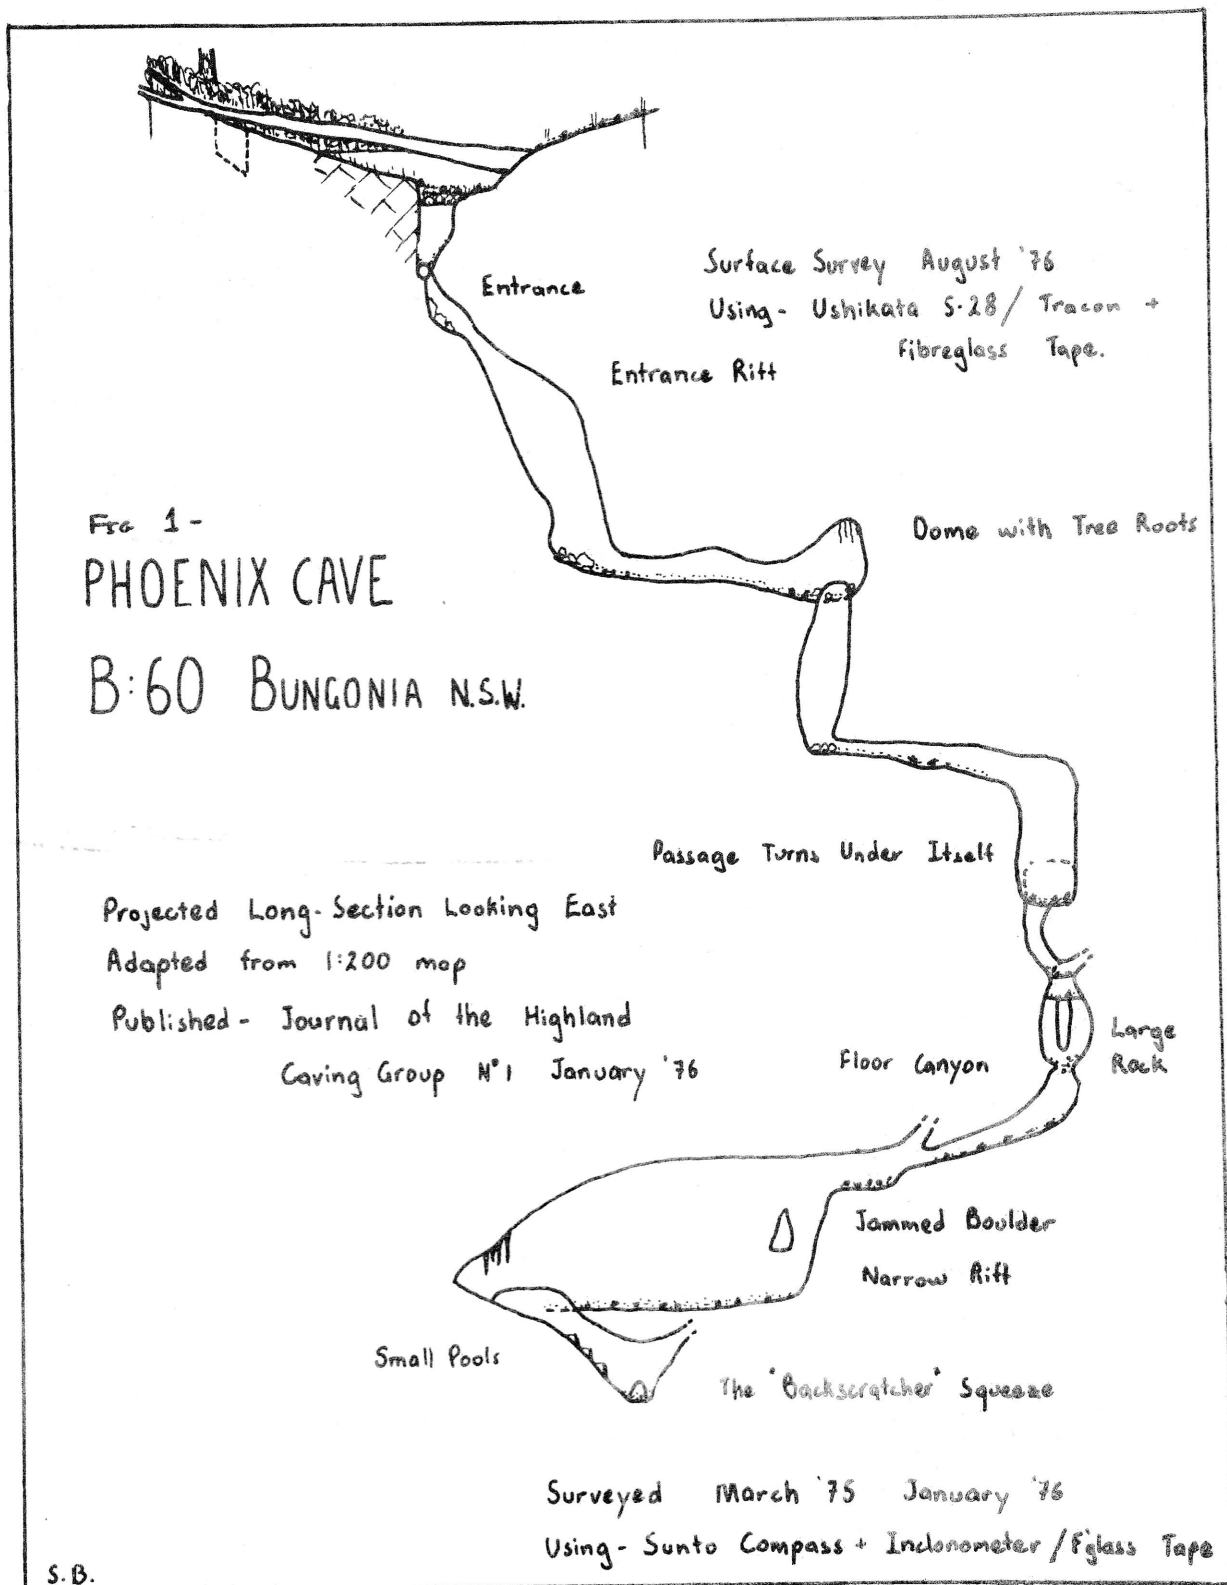 Entrance
Surface Survey August '76
Using- Ushikata S-28/ Tracon +
Fibreglass Tape.
Entrance Rift
FIG 1-
PHOENIX CAVE
B:60 BUNGONIA N.S.W.
Dome with Tree Roots
Passage Turns Under Itself
Projected Long-Section Looking East
Adapted from 1:200 map
Published- Journal of the Highland
Caving Group N°1 January '76
Floor Canyon
Large
Rock
Jammed Boulder
Narrow Rift
Small Pools
The "Backscratcher" Squeeze
Surveyed March '75 January '76
Using- Sunto Compass + Inclonometer/F'glass Tape
S.B.